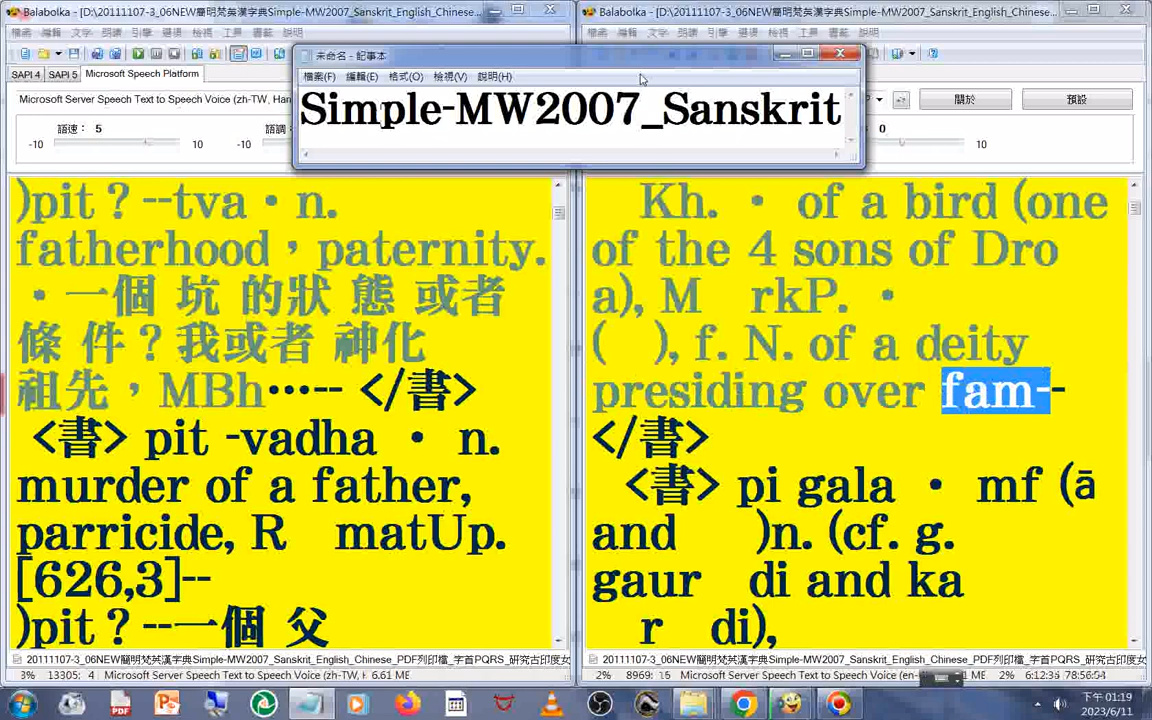 Balabolka - [D:\20111107-3_06NEW簡明梵英漢字典Simple-MW2007_Sanskrit_English_Chinese...
Balabolka - [D:\20111107-3_06NEW簡明梵英漢字典Simple-MW2007_Sanskrit_English_Chinese...
未命名 - 記事本
檔案(F) 編輯(E) 格式(O) 檢視(V) 說明(H)
Simple-MW2007_Sanskrit
SAPI 4 SAPI 5 Microsoft Speech Platform
Microsoft Server Speech Text to Speech Voice (zh-TW, Han
關於 預設
語速： 5 語調
-10 10 -10
0
10
)pit？--tva・n.
fatherhood，paternity.
・一個 坑 的狀 態 或者
條 件？我或者 神化
祖先，MBh…-- </書>
<書> pit -vadha ・ n.
murder of a father,
parricide, R matUp.
[626,3]--
)pit？--一個 父
Kh. ・ of a bird (one
of the 4 sons of Dro
a), M rkP. ・
( ), f. N. of a deity
presiding over fam--
</書>
<書> pi gala ・ mf (ā
and )n. (cf. g.
gaur di and ka
r di),
20111107-3_06NEW簡明梵英漢字典Simple-MW2007_Sanskrit_English_Chinese_PDF列印檔_字首PQRS_研究古印度女
20111107-3_06NEW簡明梵英漢字典Simple-MW2007_Sanskrit_English_Chinese_PDF列印檔_字首PQRS_研究古印度女
3% 13305: 4 Microsoft Server Speech Text to Speech Voice (zh-TW, 6.61 ME
2% 8969: 16 Microsoft Server Speech Text to Speech Voice (en- 2% 6:12:36 78:56:54
下午 01:19
2023/6/11